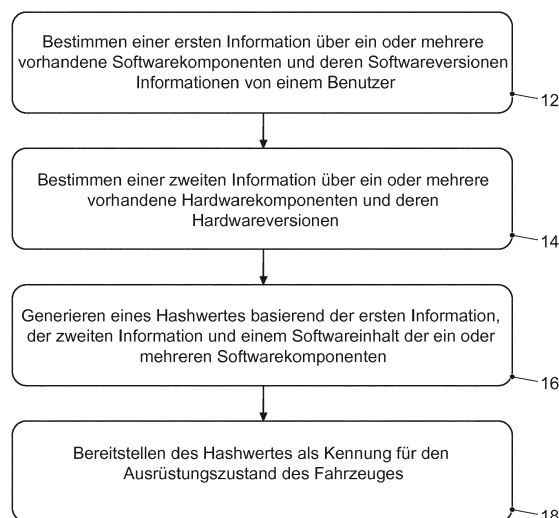 Bestimmen einer ersten Information über ein oder mehrere
vorhandene Softwarekomponenten und deren Softwareversionen
Informationen von einem Benutzer
12
Bestimmen einer zweiten Information über ein oder mehrere
vorhandene Hardwarekomponenten und deren
Hardwareversionen
14
Generieren eines Hashwertes basierend der ersten Information,
der zweiten Information und einem Softwareinhalt der ein oder
mehreren Softwarekomponenten
16
Bereitstellen des Hashwertes als Kennung für den
Ausrüstungszustand des Fahrzeuges
18